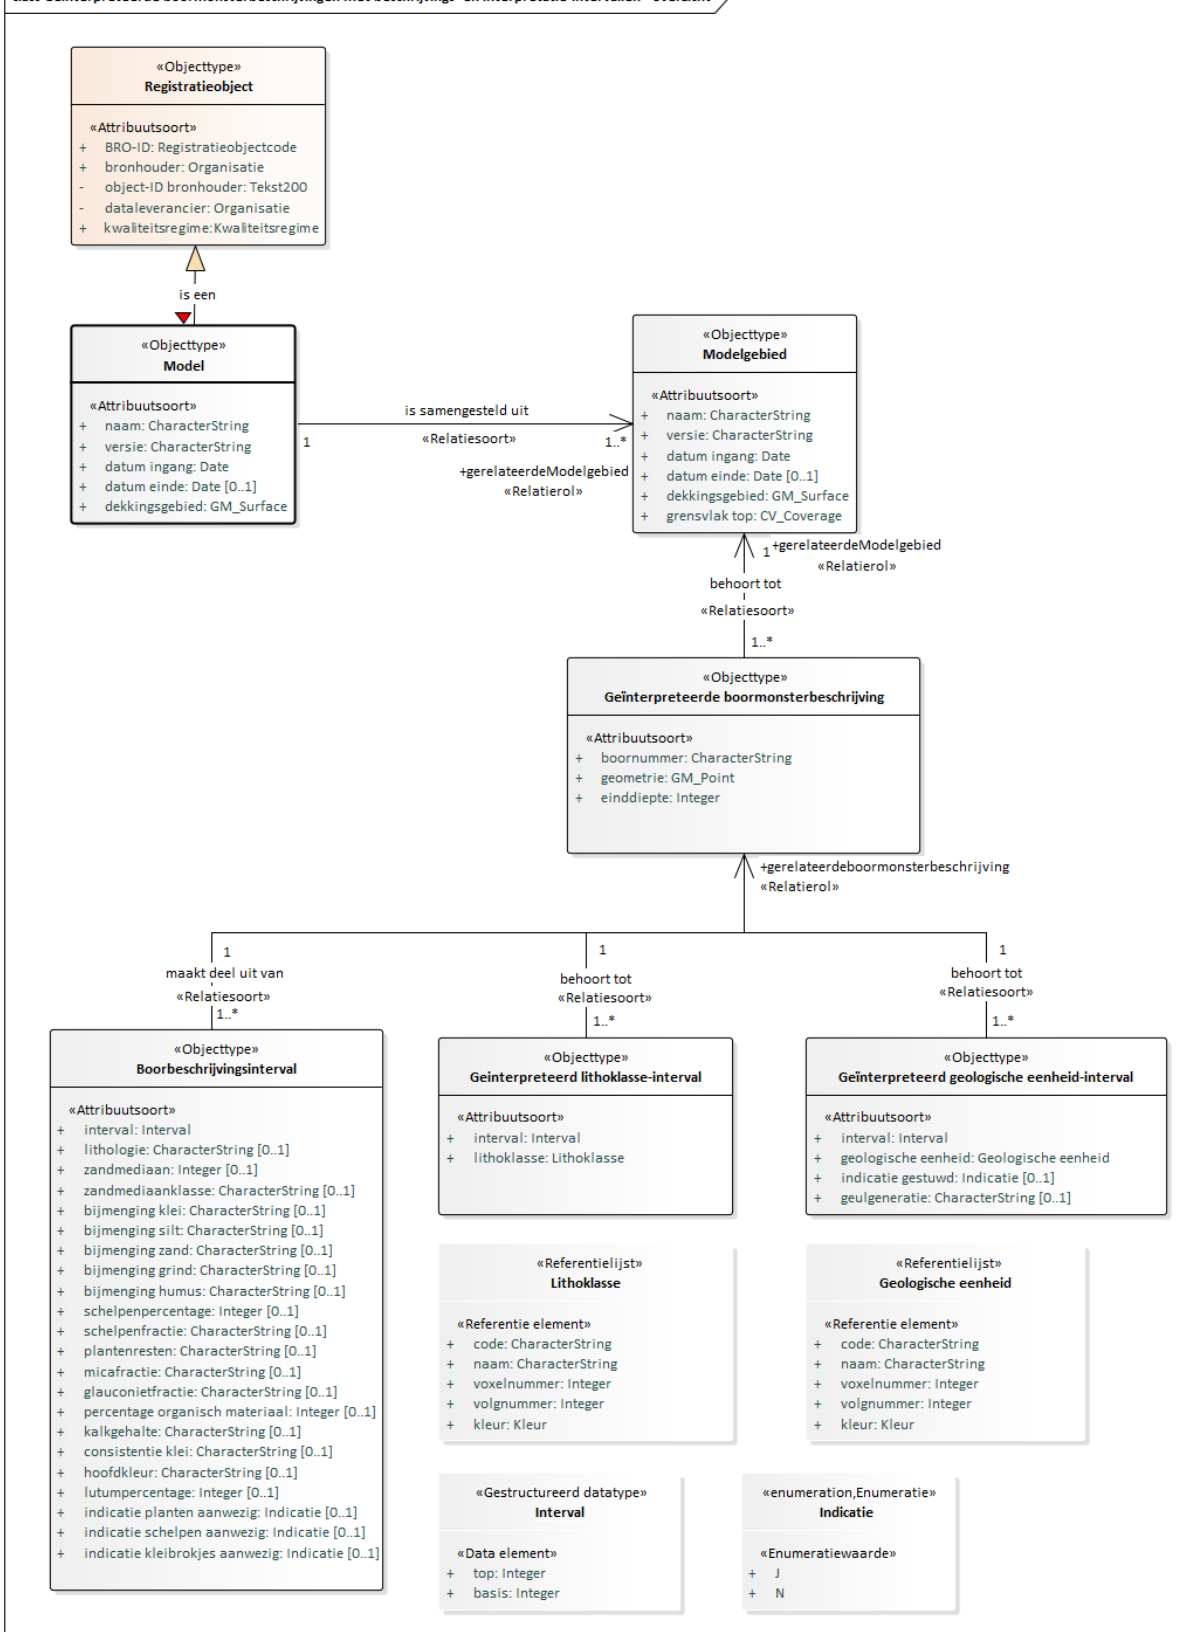 «Objecttype»
Registratieobject
«Attribuutsoort»
+ BRO-ID: Registratieobjectcode
+ bronhouder: Organisatie
- object-ID bronhouder: Tekst200
- dataleverancier: Organisatie
+ kwaliteitsregime:Kwaliteitsregime
is een
«Objecttype»
Model
«Attribuutsoort»
+ naam: CharacterString
+ versie: CharacterString
+ datum ingang: Date
+ datum einde: Date [0..1]
+ dekkingsgebied: GM_Surface
is samengesteld uit
1
«Relatiesoort»
1..*
+gerelateerdeModelgebied
«Relatierol»
«Objecttype»
Modelgebied
«Attribuutsoort»
+ naam: CharacterString
+ versie: CharacterString
+ datum ingang: Date
+ datum einde: Date [0..1]
+ dekkingsgebied: GM_Surface
+ grensvlak top: CV_Coverage
1
+gerelateerdeModelgebied
«Relatierol»
behoort tot
«Relatiesoort»
1..*
«Objecttype»
Geïnterpreteerde boormonsterbeschrijving
«Attribuutsoort»
+ boornummer: CharacterString
+ geometrie: GM_Point
+ einddiepte: Integer
+gerelateerdeboormonsterbeschrijving
«Relatierol»
1
maakt deel uit van
«Relatiesoort»
1..*
1
behoort tot
«Relatiesoort»
1..*
1
behoort tot
«Relatiesoort»
1..*
«Objecttype»
Boorbeschrijvingsinterval
«Attribuutsoort»
+ interval: Interval
+ lithologie: CharacterString [0..1]
+ zandmediaan: Integer [0..1]
+ zandmediaanklasse: CharacterString [0..1]
+ bijmenging klei: CharacterString [0..1]
+ bijmenging silt: CharacterString [0..1]
+ bijmenging zand: CharacterString [0..1]
+ bijmenging grind: CharacterString [0..1]
+ bijmenging humus: CharacterString [0..1]
+ schelpenpercentage: Integer [0..1]
+ schelpenfractie: CharacterString [0..1]
+ plantenresten: CharacterString [0..1]
+ micafractie: CharacterString [0..1]
+ glauconietfractie: CharacterString [0..1]
+ percentage organisch materiaal: Integer [0..1]
+ kalkgehalte: CharacterString [0..1]
+ consistentie klei: CharacterString [0..1]
+ hoofdkleur: CharacterString [0..1]
+ lutumpercentage: Integer [0..1]
+ indicatie planten aanwezig: Indicatie [0..1]
+ indicatie schelpen aanwezig: Indicatie [0..1]
+ indicatie kleibrokjes aanwezig: Indicatie [0..1]
«Objecttype»
Geinterpreteerd lithoklasse-interval
«Attribuutsoort»
+ interval: Interval
+ lithoklasse: Lithoklasse
«Objecttype»
Geïnterpreteerd geologische eenheid-interval
«Attribuutsoort»
+ interval: Interval
+ geologische eenheid: Geologische eenheid
+ indicatie gestuwd: Indicatie [0..1]
+ geulgeneratie: CharacterString [0..1]
«Referentielijst»
Lithoklasse
«Referentie element»
+ code: CharacterString
+ naam: CharacterString
+ voxelnummer: Integer
+ volgnummer: Integer
+ kleur: Kleur
«Referentielijst»
Geologische eenheid
«Referentie element»
+ code: CharacterString
+ naam: CharacterString
+ voxelnummer: Integer
+ volgnummer: Integer
+ kleur: Kleur
«Gestructureerd datatype»
Interval
«Data element»
+ top: Integer
+ basis: Integer
«enumeration,Enumeratie»
Indicatie
«Enumeratiewaarde»
+ J
+ N